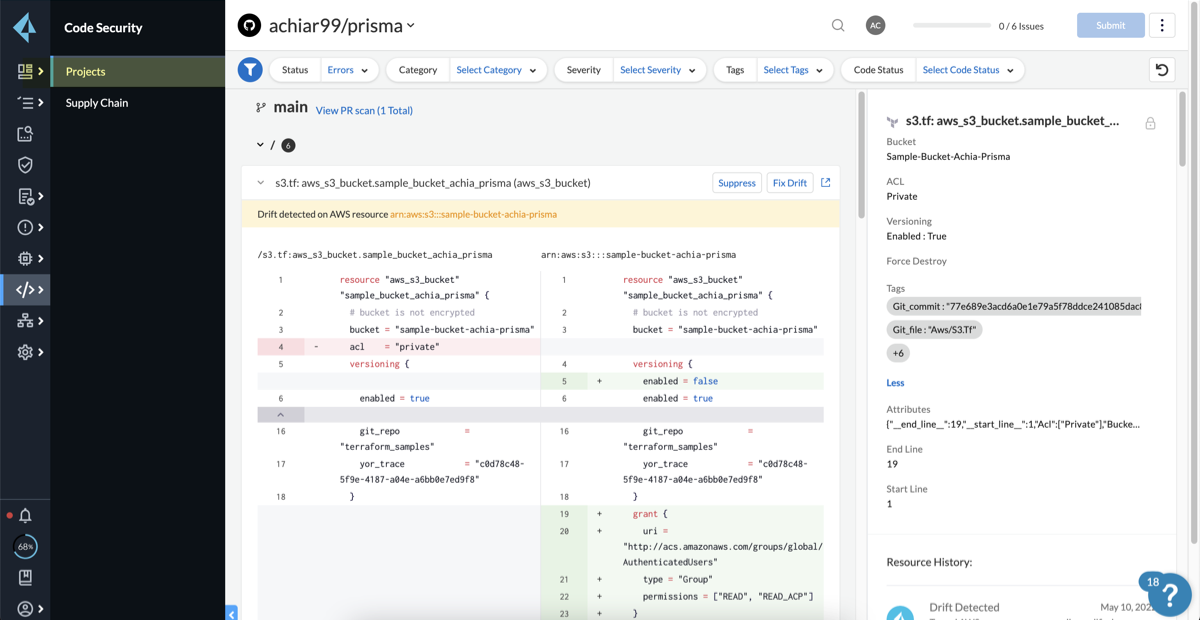 Code Security
achiar99/prisma
AC
0 / 6 Issues
Submit
Projects
Supply Chain
Status
Errors
Category
Select Category
Severity
Select Severity
Tags
Select Tags
Code Status
Select Code Status
main
View PR scan (1 Total)
/ 6
s3.tf: aws_s3_bucket.sample_bucket_achia_prisma (aws_s3_bucket)
Suppress
Fix Drift
Drift detected on AWS resource arn:aws:s3:::sample-bucket-achia-prisma
/s3.tf:aws_s3_bucket.sample_bucket_achia_prisma
1 resource "aws_s3_bucket"
"sample_bucket_achia_prisma" {
2 # bucket is not encrypted
3 bucket = "sample-bucket-achia-prisma"
4 - acl = "private"
5 versioning {
6 enabled = true
16 git_repo =
"terraform_samples"
17 yor_trace = "c0d78c48-
5f9e-4187-a04e-a6bb0e7ed9f8"
18 }
arn:aws:s3:::sample-bucket-achia-prisma
1 resource "aws_s3_bucket"
"sample_bucket_achia_prisma" {
2 # bucket is not encrypted
3 bucket = "sample-bucket-achia-prisma"
4 versioning {
5 + enabled = false
6 enabled = true
16 git_repo =
"terraform_samples"
17 yor_trace = "c0d78c48-
5f9e-4187-a04e-a6bb0e7ed9f8"
18 }
19 + grant {
20 + uri =
"http://acs.amazonaws.com/groups/global/
AuthenticatedUsers"
21 + type = "Group"
22 + permissions = ["READ", "READ_ACP"]
23 + }
s3.tf: aws_s3_bucket.sample_bucket_...
Bucket
Sample-Bucket-Achia-Prisma
ACL
Private
Versioning
Enabled : True
Force Destroy
Tags
Git_commit : "77e689e3acd6a0e1e79a5f78ddce241085dac
Git_file : "Aws/S3.Tf"
+6
Less
Attributes
{"__end_line__":19,"__start_line__":1,"Acl":["Private"],"Bucke...
End Line
19
Start Line
1
Resource History:
Drift Detected
May 10, 202
18
?
68%